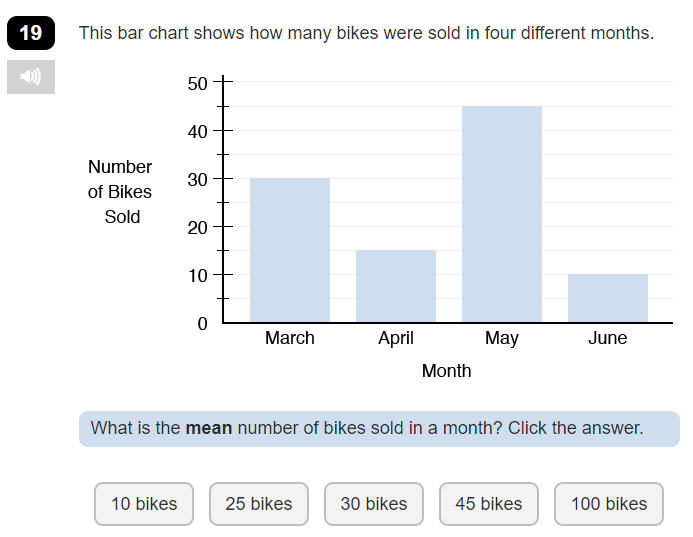 19
This bar chart shows how many bikes were sold in four different months.
50
40
Number
of Bikes
Sold
30
20
10
0
March April May June
Month
What is the mean number of bikes sold in a month? Click the answer.
10 bikes 25 bikes 30 bikes 45 bikes 100 bikes